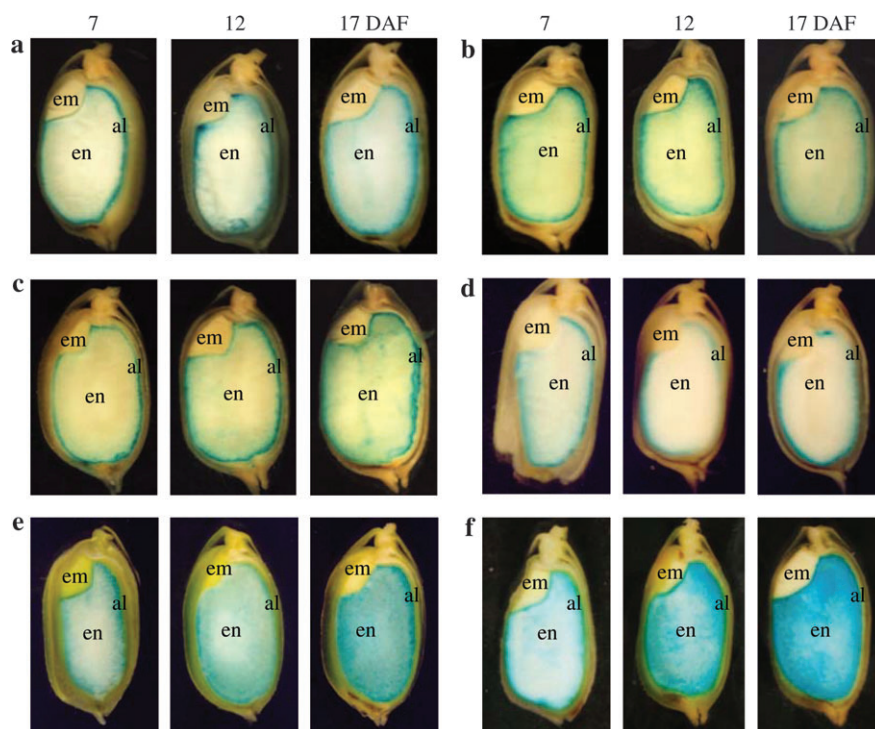 7 12 17 DAF 7 12 17 DAF
a b
em em em em em em
al al al al al al
en en en en en en
c d
em em em em em em
al al al al al al
en en en en en en
e f
em em em em em em
al al al al al al
en en en en en en